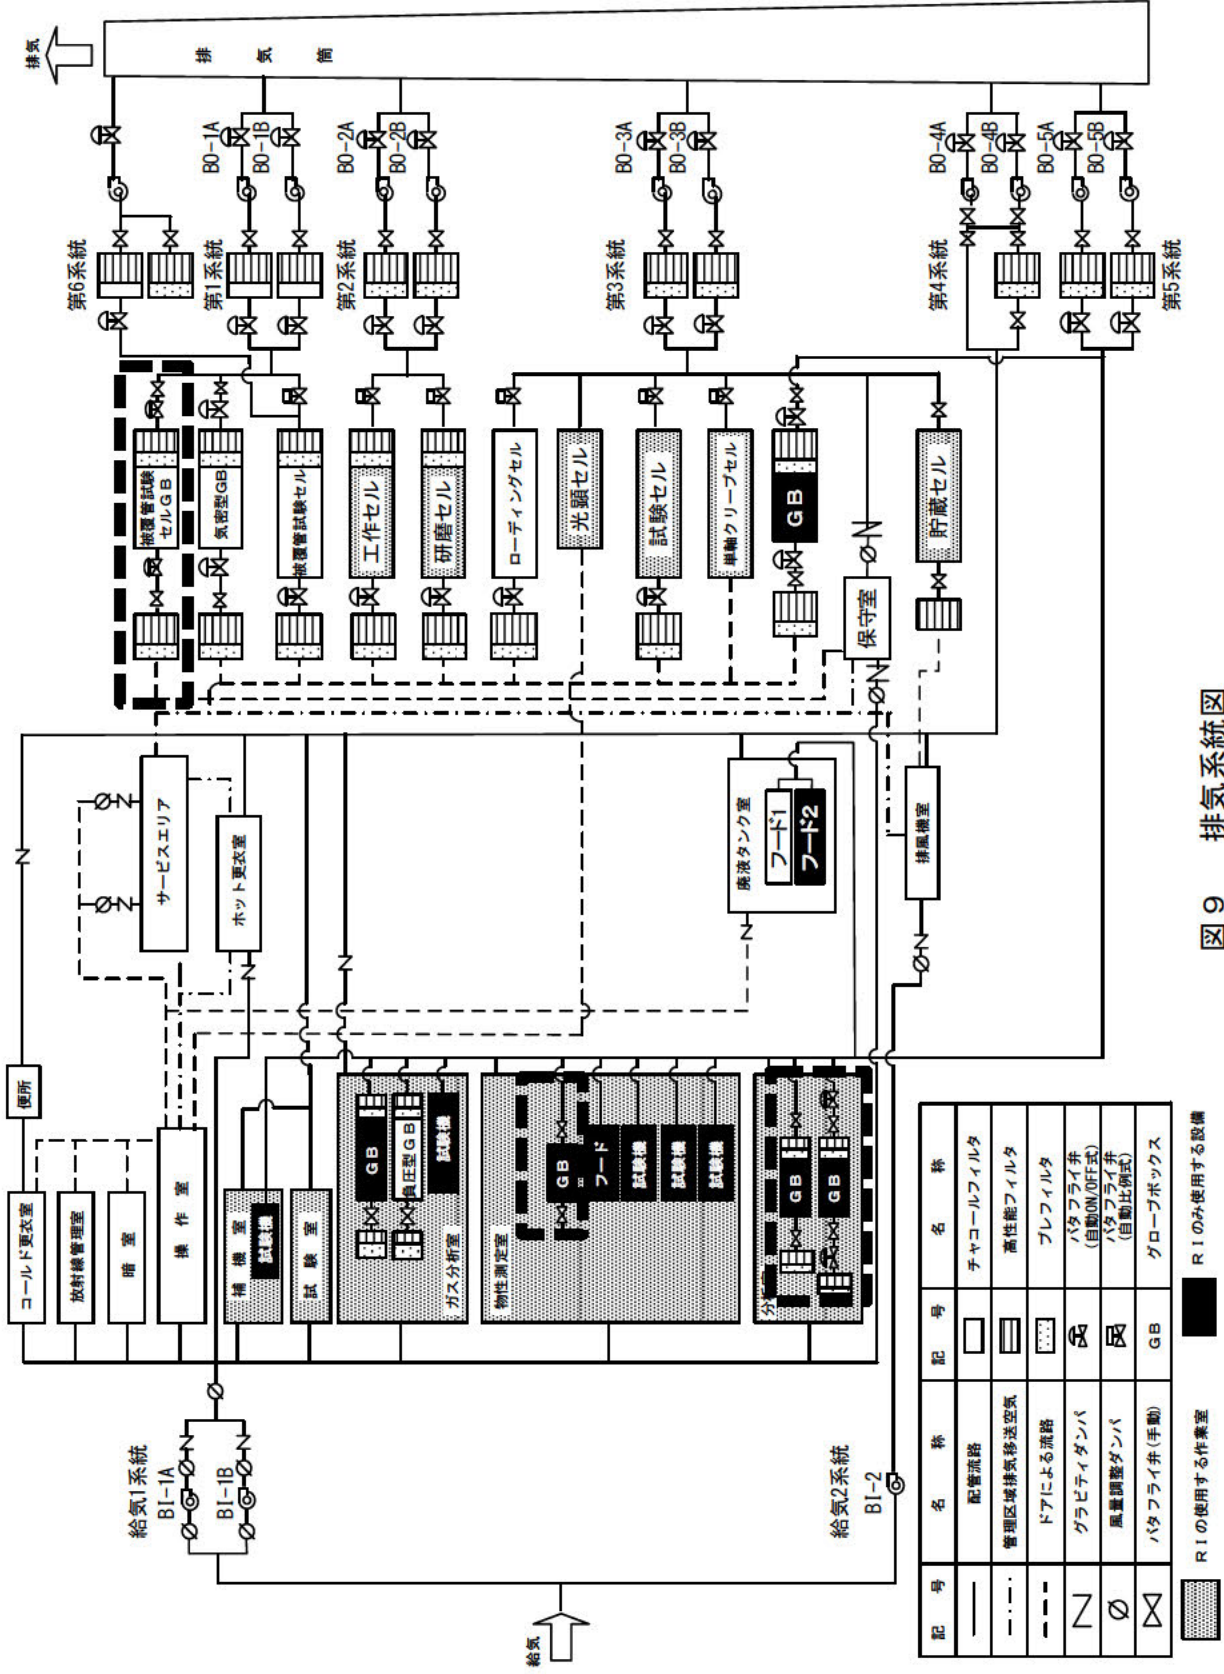 排気
排気筒
第6系統
第1系統
BO-1A
BO-1B
第2系統
BO-2A
BO-2B
第3系統
BO-3A
BO-3B
第4系統
BO-4A
BO-4B
BO-5A
BO-5B
第5系統
被覆管試験
セルGB
気密型GB
被覆管試験セル
工作セル
研磨セル
ローディングセル
光顕セル
試験セル
単軸クリープセル
GB
保守室
貯蔵セル
サービスエリア
ホット更衣室
廃液タンク室
フード1
フード2
排風機室
便所
コールド更衣室
放射線管理室
暗室
操作室
補機室
試験機
試験室
GB
負圧型GB
試験機
ガス分析室
物性測定室
GB
フード
試験機
試験機
試験機
GB
GB
給気1系統
BI-1A
BI-1B
給気2系統
BI-2
給気
記号 名称 記号 名称
配管流路 チャコールフィルタ
管理区域排気移送空気 高性能フィルタ
ドアによる流路 プレフィルタ
グラビティダンパ バタフライ弁
(自動ON/OFF式)
風量調整ダンパ バタフライ弁
(自動比例式)
バタフライ弁(手動) GB グローブボックス
RIの使用する作業室
RIのみ使用する設備
図9 排気系統図